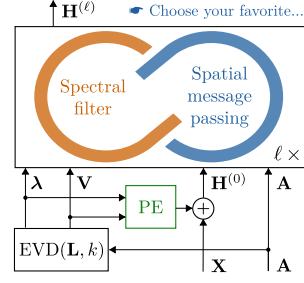 H^(ℓ)
☛ Choose your favorite...
Spectral
filter
Spatial
message
passing
ℓ ×
λ V H^(0) A
PE
+
EVD(L, k)
X A